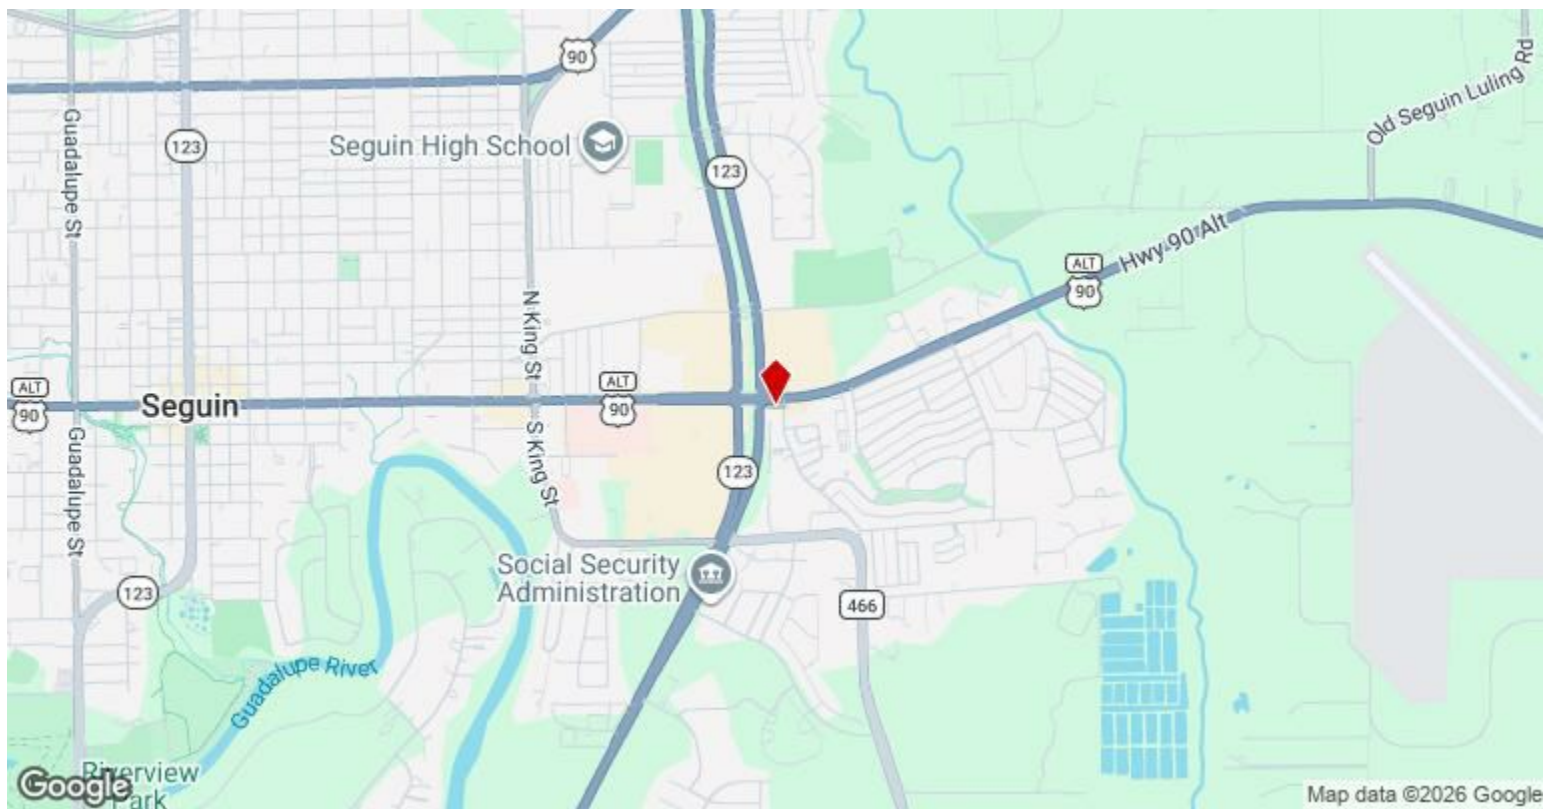 90
Guadalupe St
123
Seguin High School
123
Old Seguin Luling Rd
Hwy 90 Alt
ALT
90
N King St
ALT
90
ALT
90
Seguin
Guadalupe St
S King St
123
Social Security
Administration
123
466
Guadalupe River
Riverview
Park
Google
Map data ©2026 Google